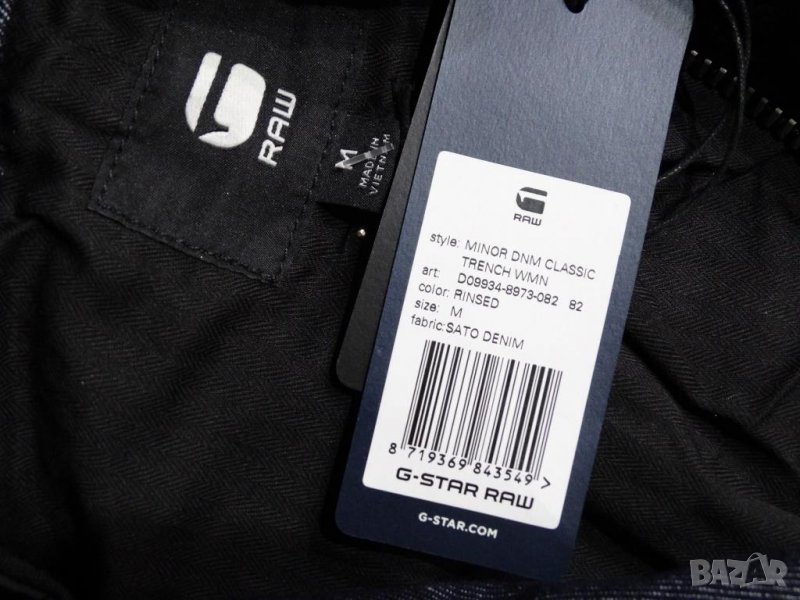 RAW
M
MADE IN
VIETNAM
RAW
style: MINOR DNM CLASSIC
TRENCH WMN
art: D09934-8973-082 82
color: RINSED
size: M
fabric: SATO DENIM
8 719369 843549 >
G-STAR RAW
G-STAR.COM
BAZAR